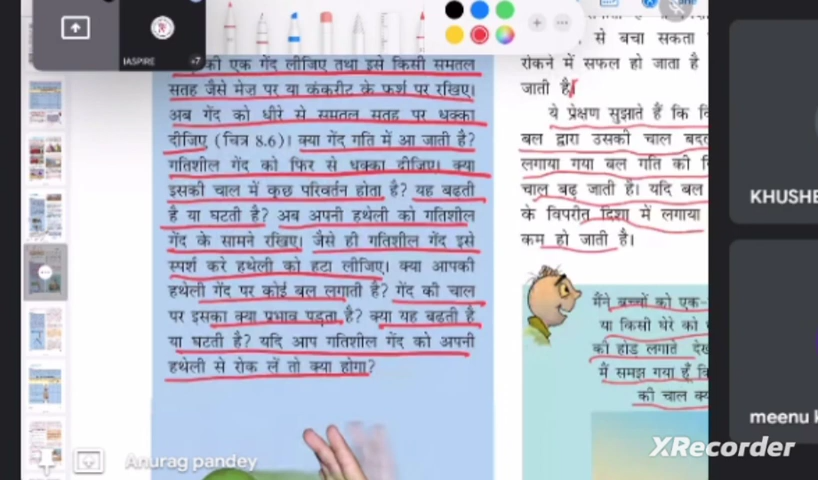 IASPIRE
+7
की एक गेंद लीजिए तथा इसे किसी समतल
सतह जैसे मेज़ पर या कंकरीट के फर्श पर रखिए।
अब गेंद को धीरे से समतल सतह पर धक्का
दीजिए (चित्र 8.6)। क्या गेंद गति में आ जाती है?
गतिशील गेंद को फिर से धक्का दीजिए। क्या
इसकी चाल में कुछ परिवर्तन होता है? यह बढ़ती
है या घटती है? अब अपनी हथेली को गतिशील
गेंद के सामने रखिए। जैसे ही गतिशील गेंद इसे
स्पर्श करे हथेली को हटा लीजिए। क्या आपकी
हथेली गेंद पर कोई बल लगाती है? गेंद की चाल
पर इसका क्या प्रभाव पड़ता है? क्या यह बढ़ती है
या घटती है? यदि आप गतिशील गेंद को अपनी
हथेली से रोक लें तो क्या होगा?
से बचा सकता
रोकने में सफल हो जाता है
जाती है।
ये प्रेक्षण सुझाते हैं कि
बल द्वारा उसकी चाल
लगाया गया बल गति की
चाल बढ़ जाती है। यदि बल
के विपरीत दिशा में लगाया
कम हो जाती है।
मैंने बच्चों को एक-
या किसी घेरे को
की होड़ लगाते
मैं समझ गया हूँ
की चाल
KHUSHB
meenu k
Anurag pandey
XRecorder